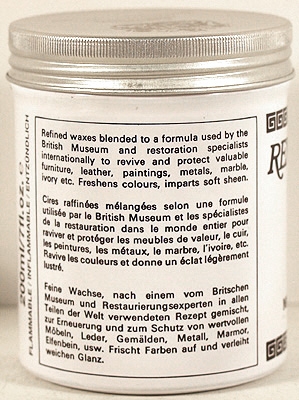 Refined waxes blended to a formula used by the
British Museum and restoration specialists
internationally to revive and protect valuable
furniture, leather, paintings, metals, marble,
ivory etc. Freshens colours, imparts soft sheen.
Cires raffinées mélangées selon une formule
utilisée par le British Museum et les spécialistes
de la restauration dans le monde entier pour
raviver et protéger les meubles de valeur, le cuir,
les peintures, les métaux, le marbre, l'ivoire, etc.
Ravive les couleurs et donne un éclat légèrement
lustré.
Feine Wachse, nach einem vom Britschen
Museum und Restaurierungsexperten in allen
Teilen der Welt verwendeten Rezept gemischt,
zur Erneuerung und zum Schutz von wertvollen
Möbeln, Leder, Gemälden, Metall, Marmor,
Elfenbein, usw. Frischt Farben auf und verleiht
weichen Glanz.
200ml/7fl.oz. e
FLAMMABLE/INFLAMMABLE/ENTZÜNDLICH
RE